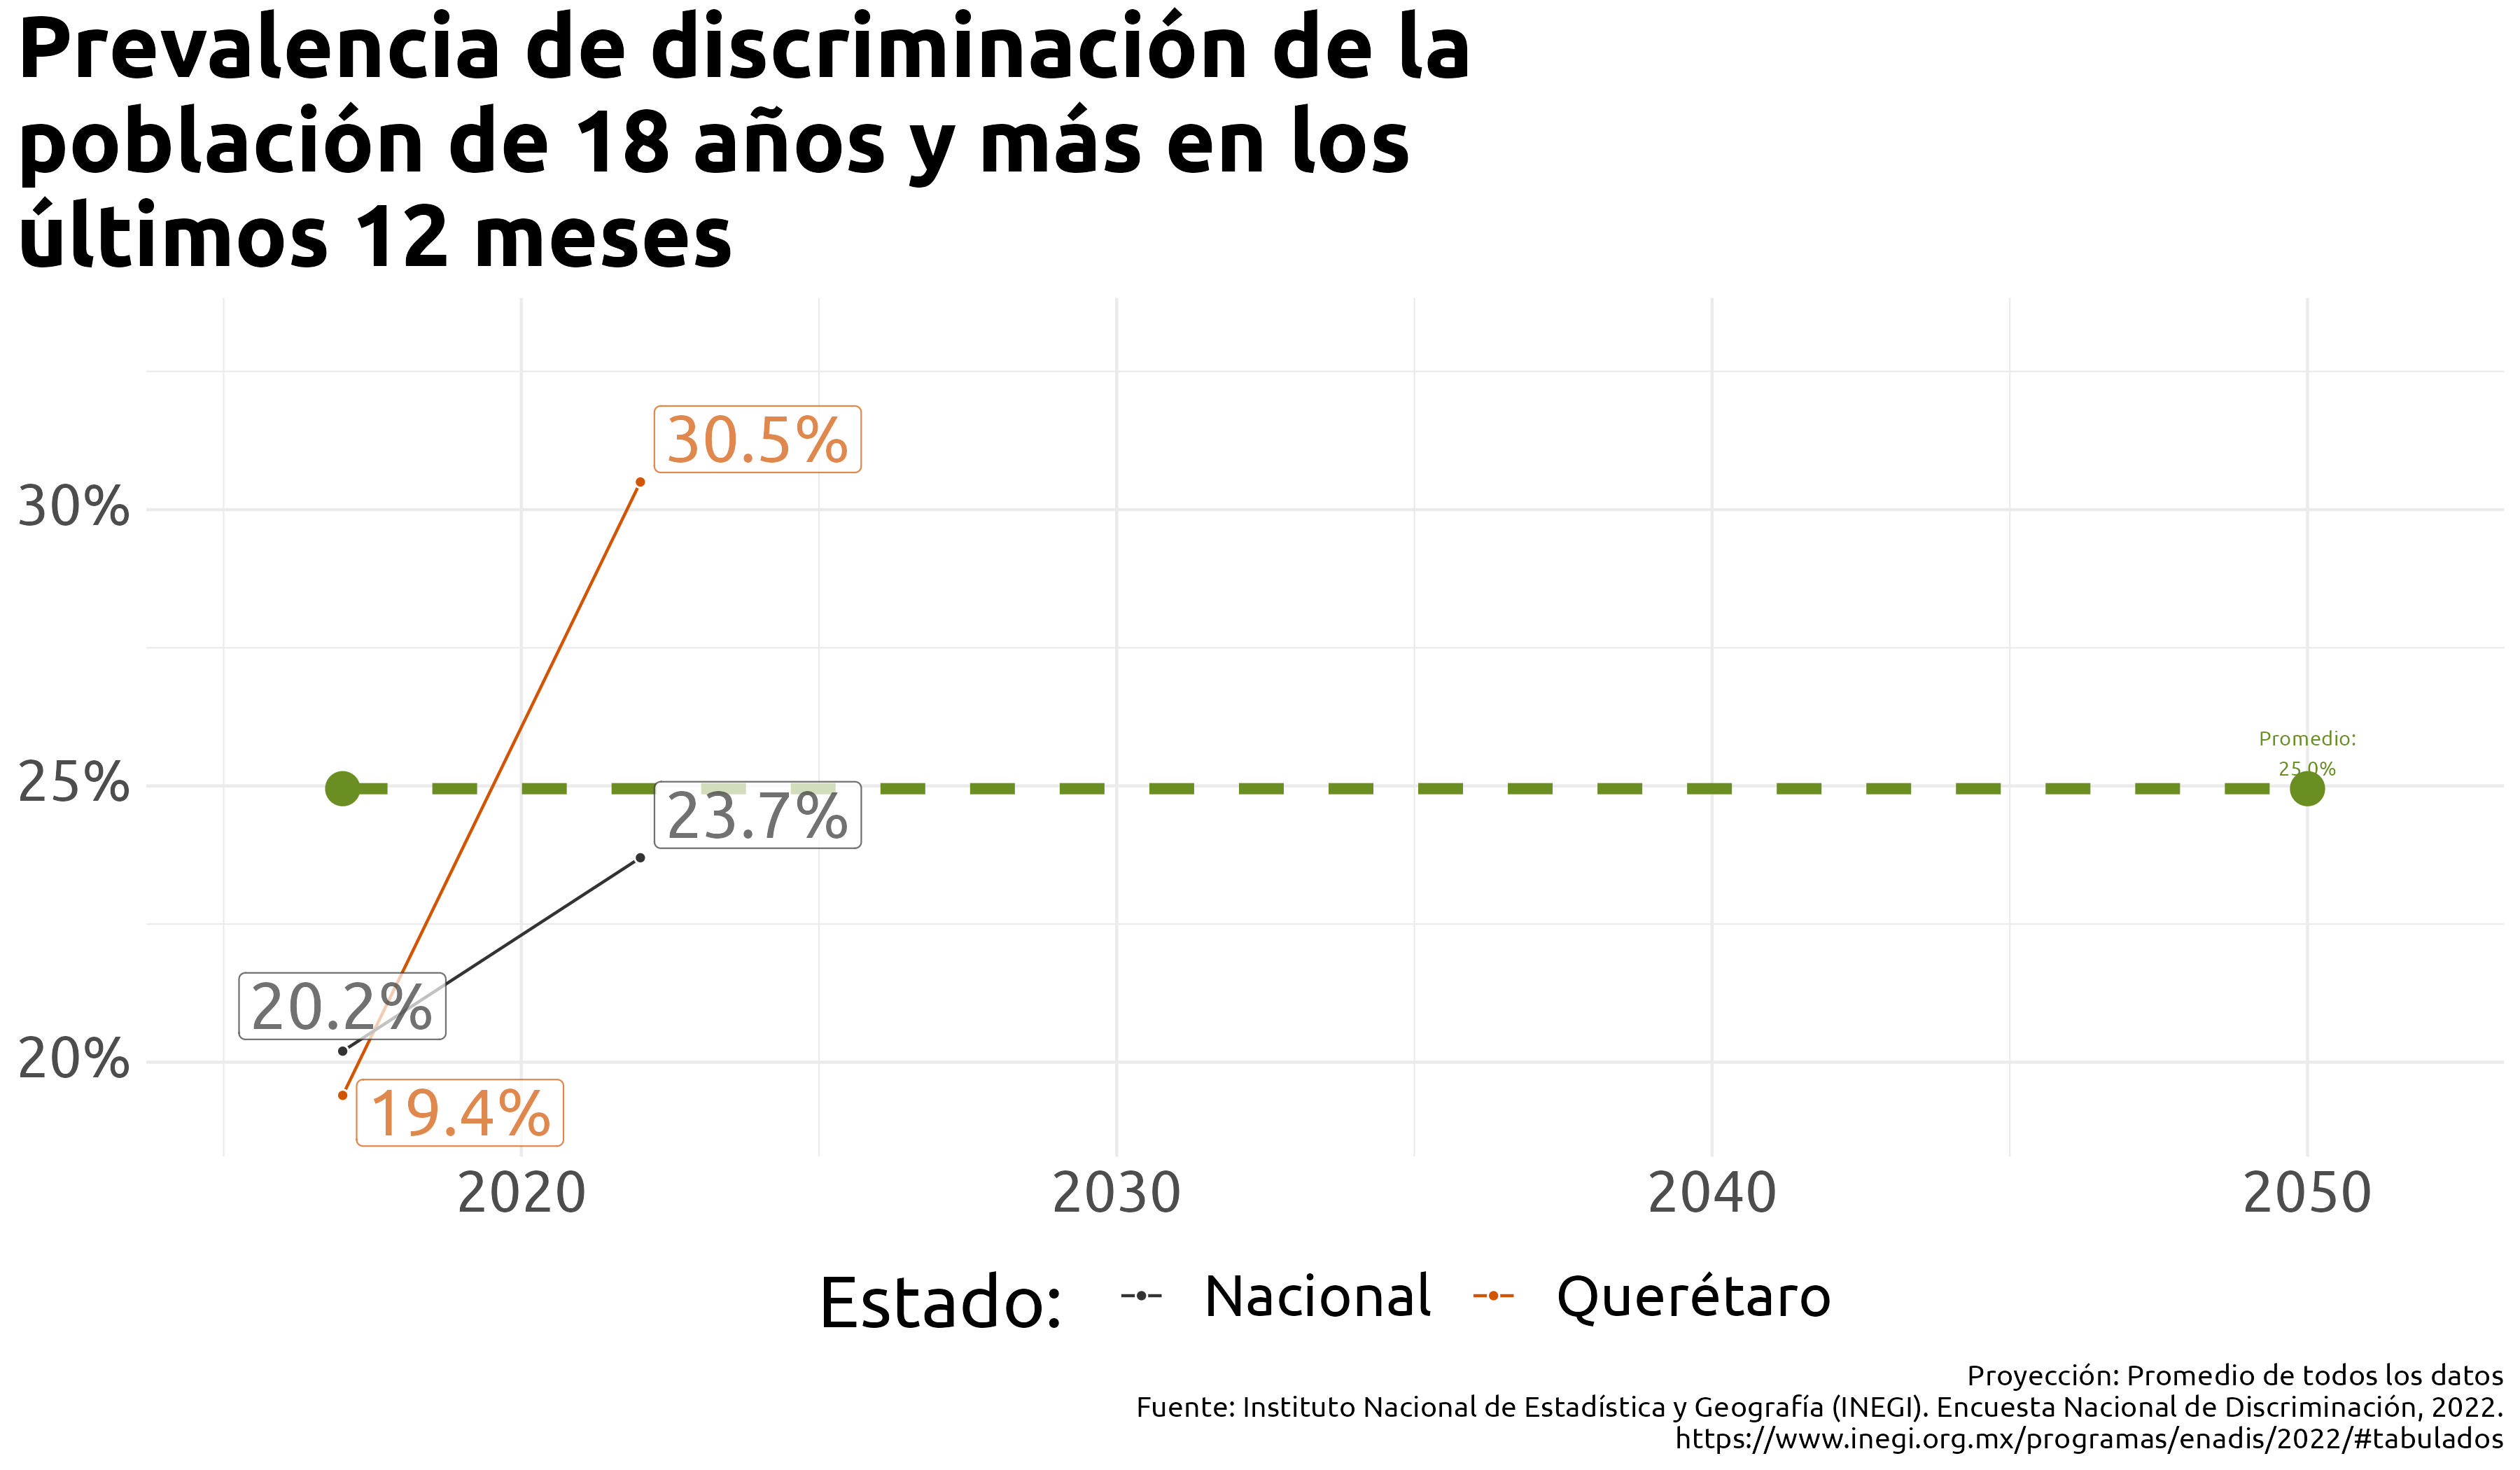 Prevalencia de discriminación de la
población de 18 años y más en los
últimos 12 meses
30.5%
30%
Promedio:
25.0%
25%
23.7%
20.2%
20%
19.4%
2020 2030 2040 2050
Estado: Nacional Querétaro
Proyección: Promedio de todos los datos
Fuente: Instituto Nacional de Estadística y Geografía (INEGI). Encuesta Nacional de Discriminación, 2022.
https://www.inegi.org.mx/programas/enadis/2022/#tabulados